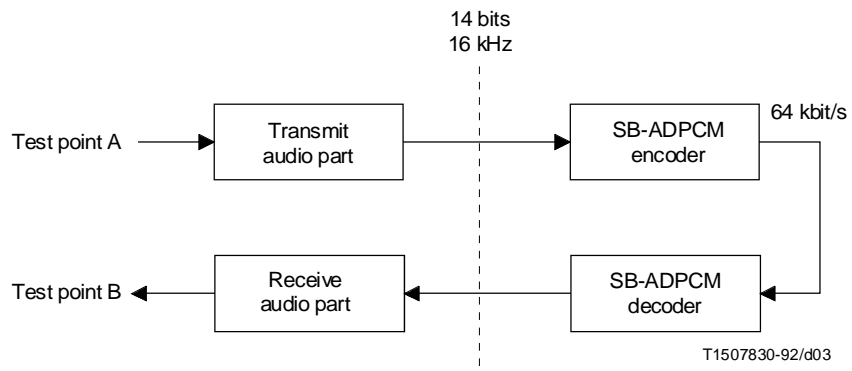 14 bits
16 kHz
Test point A
Transmit
audio part
SB-ADPCM
encoder
64 kbit/s
Test point B
Receive
audio part
SB-ADPCM
decoder
T1507830-92/d03